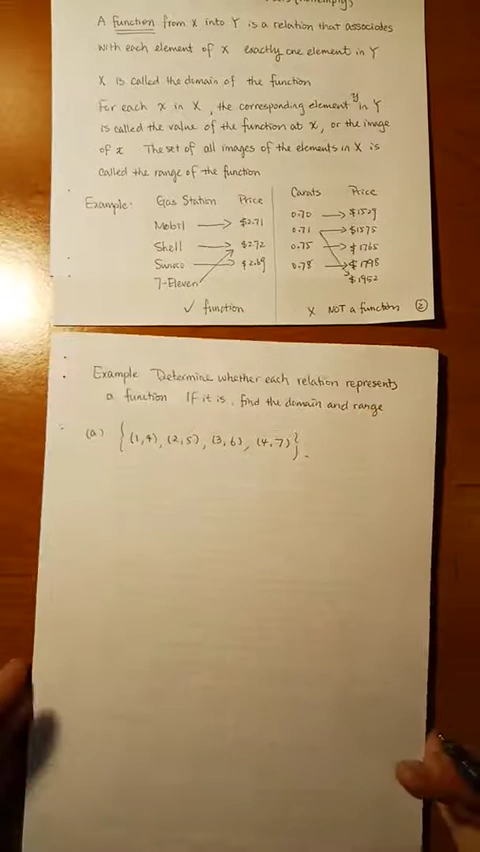 A function from X into Y is a relation that associates
with each element of X exactly one element in Y
X is called the domain of the function
For each x in X, the corresponding element y in Y
is called the value of the function at x, or the image
of x The set of all images of the elements in X is
called the range of the function
Example: Gas Station Price
Mobil $2.71
Shell $2.72
Sunoco $2.69
7-Eleven
✓ function
Carats Price
0.70 $1529
0.71 $1575
0.75 $1765
0.78 $1798
$1952
X NOT a function
2
Example Determine whether each relation represents
a function If it is, find the domain and range
(a) {(1,4), (2,5), (3,6), (4,7)}.